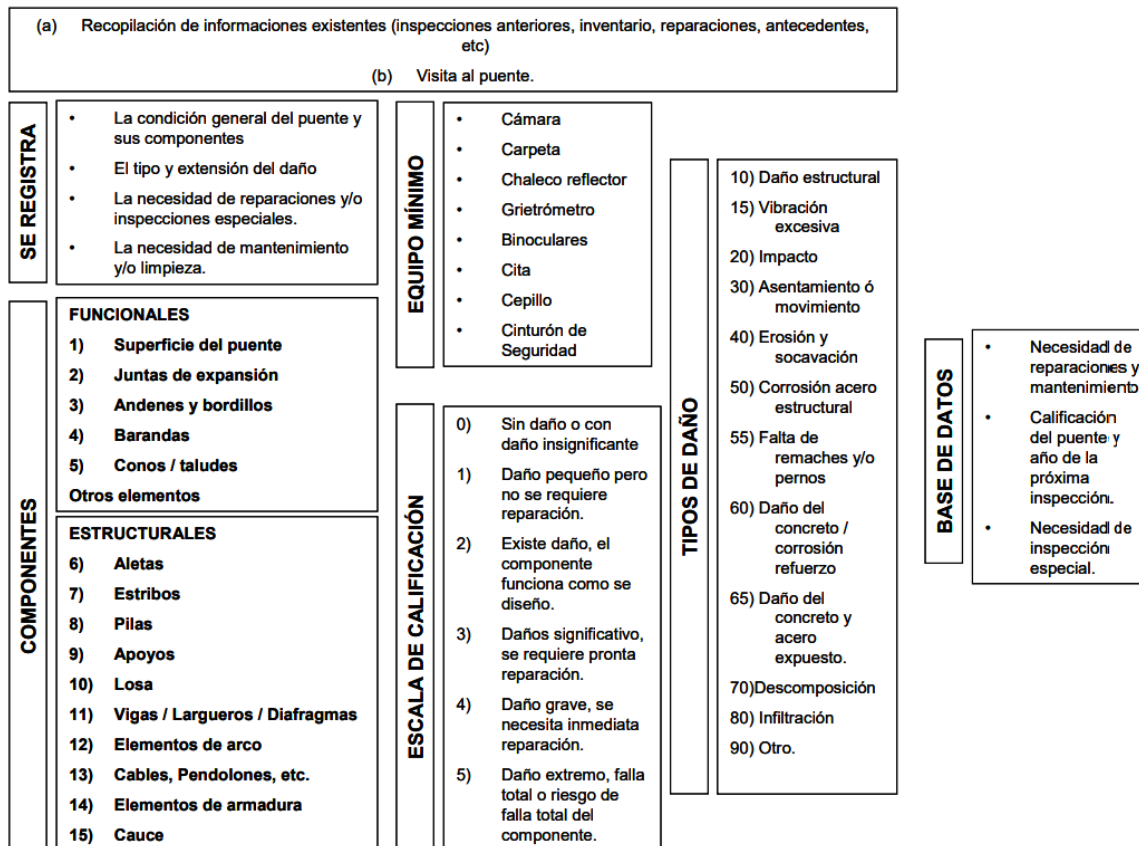 (a) Recopilación de informaciones existentes (inspecciones anteriores, inventario, reparaciones, antecedentes,
etc)
(b) Visita al puente.
SE REGISTRA
• La condición general del puente y
sus componentes
• El tipo y extensión del daño
• La necesidad de reparaciones y/o
inspecciones especiales.
• La necesidad de mantenimiento
y/o limpieza.
COMPONENTES
FUNCIONALES
1) Superficie del puente
2) Juntas de expansión
3) Andenes y bordillos
4) Barandas
5) Conos / taludes
Otros elementos
ESTRUCTURALES
6) Aletas
7) Estribos
8) Pilas
9) Apoyos
10) Losa
11) Vigas / Largueros / Diafragmas
12) Elementos de arco
13) Cables, Pendolones, etc.
14) Elementos de armadura
15) Cauce
EQUIPO MÍNIMO
• Cámara
• Carpeta
• Chaleco reflector
• Grietrómetro
• Binoculares
• Cita
• Cepillo
• Cinturón de
Seguridad
ESCALA DE CALIFICACIÓN
0) Sin daño o con
daño insignificante
1) Daño pequeño pero
no se requiere
reparación.
2) Existe daño, el
componente
funciona como se
diseño.
3) Daños significativo,
se requiere pronta
reparación.
4) Daño grave, se
necesita inmediata
reparación.
5) Daño extremo, falla
total o riesgo de
falla total del
componente.
TIPOS DE DAÑO
10) Daño estructural
15) Vibración
excesiva
20) Impacto
30) Asentamiento ó
movimiento
40) Erosión y
socavación
50) Corrosión acero
estructural
55) Falta de
remaches y/o
pernos
60) Daño del
concreto /
corrosión
refuerzo
65) Daño del
concreto y
acero
expuesto.
70)Descomposición
80) Infiltración
90) Otro.
BASE DE DATOS
• Necesidad de
reparaciones y
mantenimiento
• Calificación
del puente y
año de la
próxima
inspección.
• Necesidad de
inspección
especial.